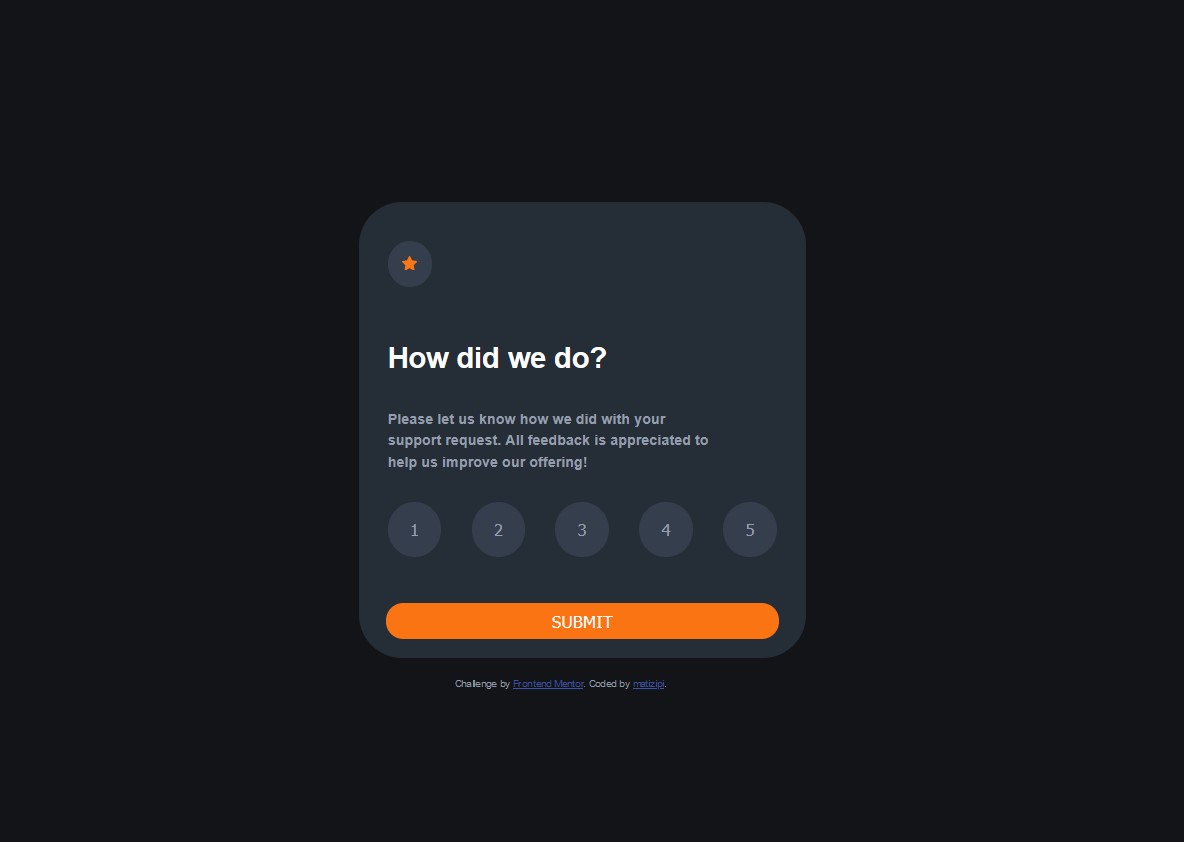 How did we do?
Please let us know how we did with your
support request. All feedback is appreciated to
help us improve our offering!
1 2 3 4 5
SUBMIT
Challenge by Frontend Mentor. Coded by matizipi.